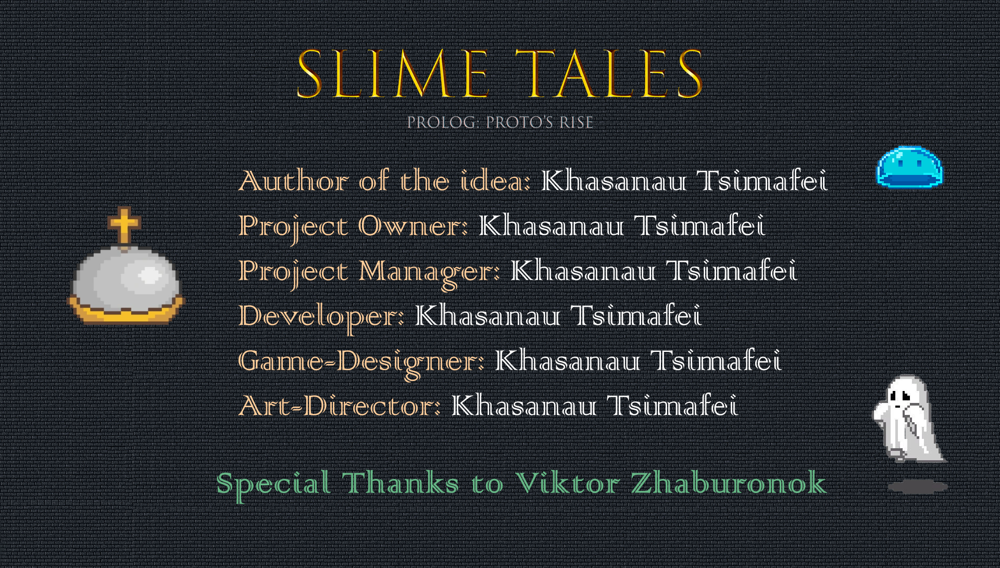 SLIME TALES
PROLOG: PROTO'S RISE
Author of the idea: Khasanau Tsimafei
Project Owner: Khasanau Tsimafei
Project Manager: Khasanau Tsimafei
Developer: Khasanau Tsimafei
Game-Designer: Khasanau Tsimafei
Art-Director: Khasanau Tsimafei
Special Thanks to Viktor Zhaburonok